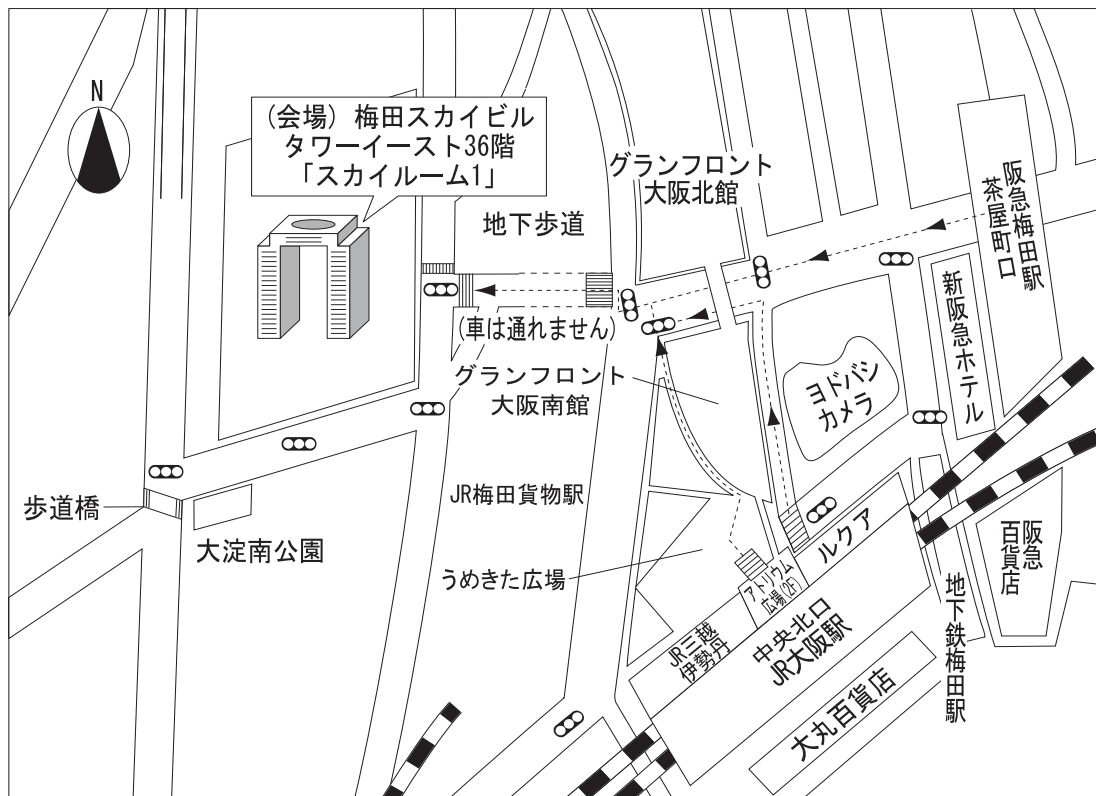 N
(会場) 梅田スカイビル
タワーイースト36階
「スカイルーム1」
グランフロント
大阪北館
阪急梅田駅
茶屋町口
地下歩道
新阪急ホテル
(車は通れません)
グランフロント
大阪南館
ヨドバシ
カメラ
歩道橋
JR梅田貨物駅
大淀南公園
うめきた広場
ルクア
阪急
百貨店
アトリウム
広場(2F)
地下鉄梅田駅
JR三越
伊勢丹
中央北口
JR大阪駅
大丸百貨店